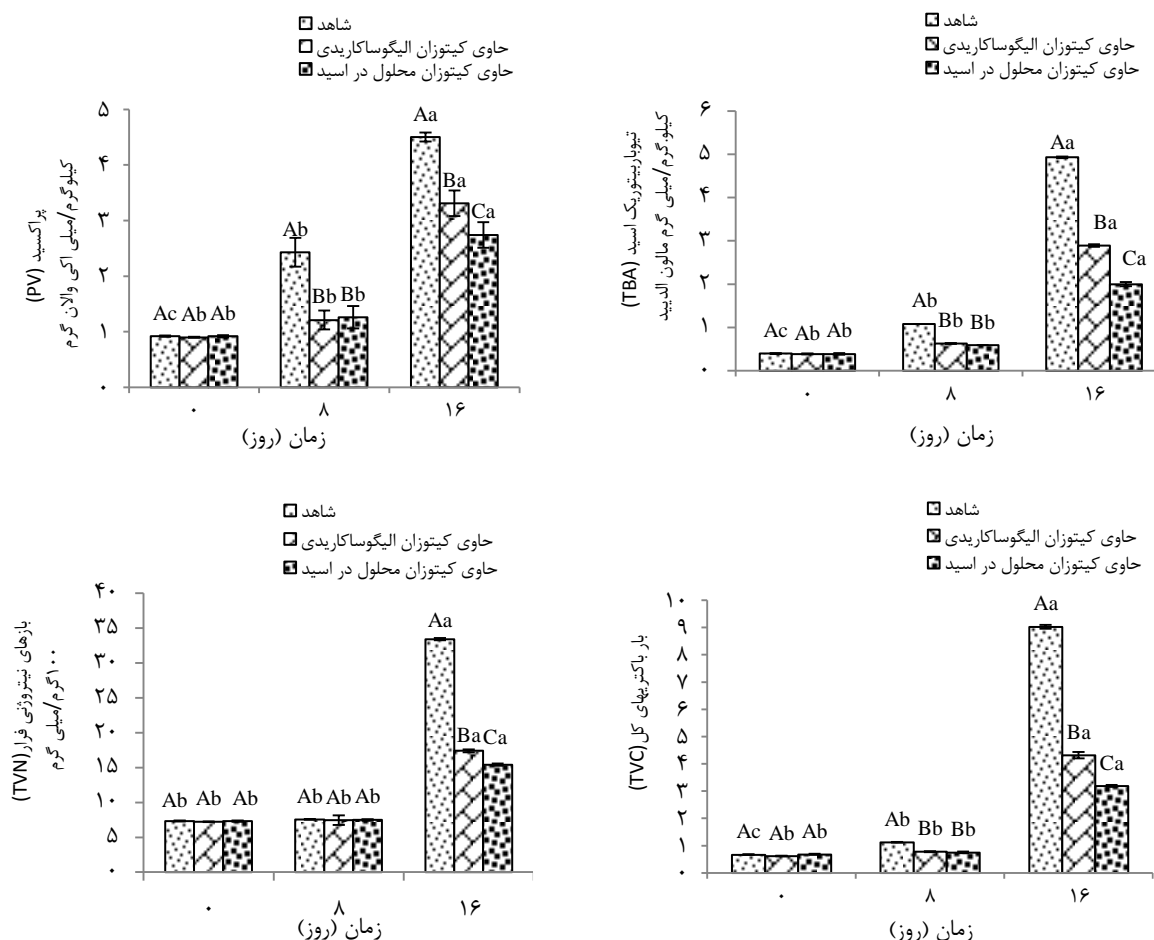 شاهد
حاوی کیتوزان الیگوساکاریدی
حاوی کیتوزان محلول در اسید
پراکسید (PV)
کیلوگرم/میلی اکی والان گرم
۵
۴
۳
۲
۱
۰
Ac Ab Ab
Ab
Bb Bb
Aa
Ba
Ca
۰ ۸ ۱۶
زمان (روز)
شاهد
حاوی کیتوزان الیگوساکاریدی
حاوی کیتوزان محلول در اسید
تیوباربیتوریک اسید (TBA)
کیلوگرم/میلی گرم مالون آلدیید
۶
۵
۴
۳
۲
۱
۰
Ac Ab Ab
Ab
Bb Bb
Aa
Ba
Ca
۰ ۸ ۱۶
زمان (روز)
شاهد
حاوی کیتوزان الیگوساکاریدی
حاوی کیتوزان محلول در اسید
بازهای نیتروژنی فرار(TVN)
۱۰۰گرم/میلی گرم
۴۰
۳۵
۳۰
۲۵
۲۰
۱۵
۱۰
۵
۰
Ab Ab Ab
Ab Ab Ab
Aa
Ba Ca
۰ ۸ ۱۶
زمان (روز)
شاهد
حاوی کیتوزان الیگوساکاریدی
حاوی کیتوزان محلول در اسید
بار باکتریهای کل(TVC)
۱۰
۹
۸
۷
۶
۵
۴
۳
۲
۱
۰
Ac Ab Ab
Ab
Bb Bb
Aa
Ba
Ca
۰ ۸ ۱۶
زمان (روز)